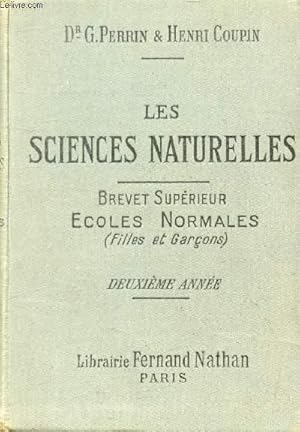 Dr G. PERRIN & HENRI COUPIN
LES
SCIENCES NATURELLES
BREVET SUPÉRIEUR
ECOLES NORMALES
(Filles et Garçons)
DEUXIÈME ANNÉE
Librairie Fernand Nathan
PARIS